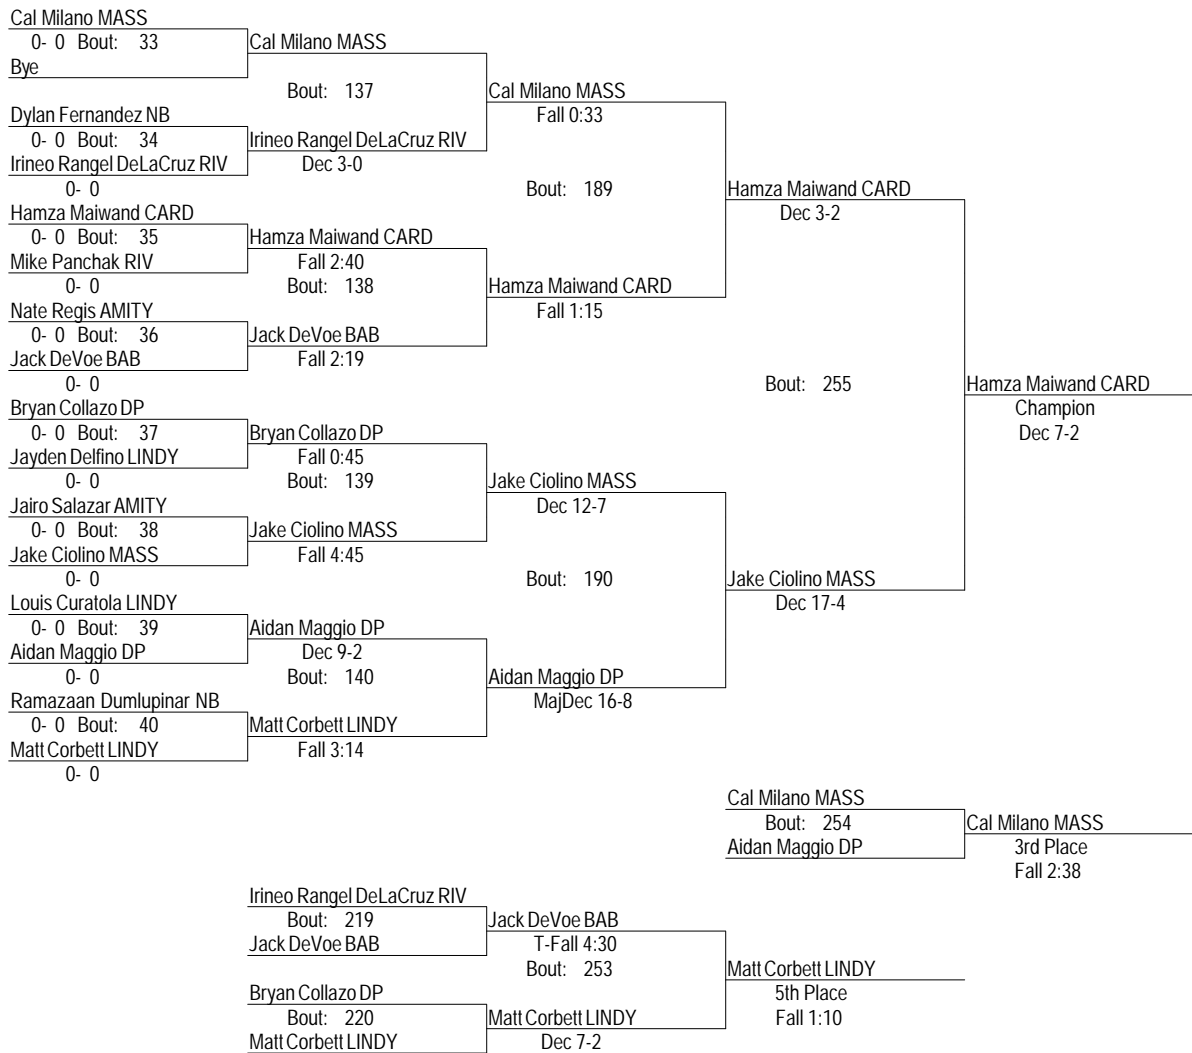 Cal Milano MASS
0- 0 Bout: 33
Bye
Dylan Fernandez NB
0- 0 Bout: 34
Irineo Rangel DeLaCruz RIV
0- 0
Hamza Maiwand CARD
0- 0 Bout: 35
Mike Panchak RIV
0- 0
Nate Regis AMITY
0- 0 Bout: 36
Jack DeVoe BAB
0- 0
Bryan Collazo DP
0- 0 Bout: 37
Jayden Delfino LINDY
0- 0
Jairo Salazar AMITY
0- 0 Bout: 38
Jake Ciolino MASS
0- 0
Louis Curatola LINDY
0- 0 Bout: 39
Aidan Maggio DP
0- 0
Ramazaan Dumlupinar NB
0- 0 Bout: 40
Matt Corbett LINDY
0- 0
Cal Milano MASS
Bout: 137
Irineo Rangel DeLaCruz RIV
Dec 3-0
Hamza Maiwand CARD
Fall 2:40
Bout: 138
Jack DeVoe BAB
Fall 2:19
Bryan Collazo DP
Fall 0:45
Bout: 139
Jake Ciolino MASS
Fall 4:45
Aidan Maggio DP
Dec 9-2
Bout: 140
Matt Corbett LINDY
Fall 3:14
Cal Milano MASS
Fall 0:33
Bout: 189
Hamza Maiwand CARD
Fall 1:15
Jake Ciolino MASS
Dec 12-7
Bout: 190
Aidan Maggio DP
MajDec 16-8
Hamza Maiwand CARD
Dec 3-2
Bout: 255
Jake Ciolino MASS
Dec 17-4
Hamza Maiwand CARD
Champion
Dec 7-2
Cal Milano MASS
Bout: 254
Aidan Maggio DP
Cal Milano MASS
3rd Place
Fall 2:38
Irineo Rangel DeLaCruz RIV
Bout: 219
Jack DeVoe BAB
Bryan Collazo DP
Bout: 220
Matt Corbett LINDY
Jack DeVoe BAB
T-Fall 4:30
Bout: 253
Matt Corbett LINDY
Dec 7-2
Matt Corbett LINDY
5th Place
Fall 1:10